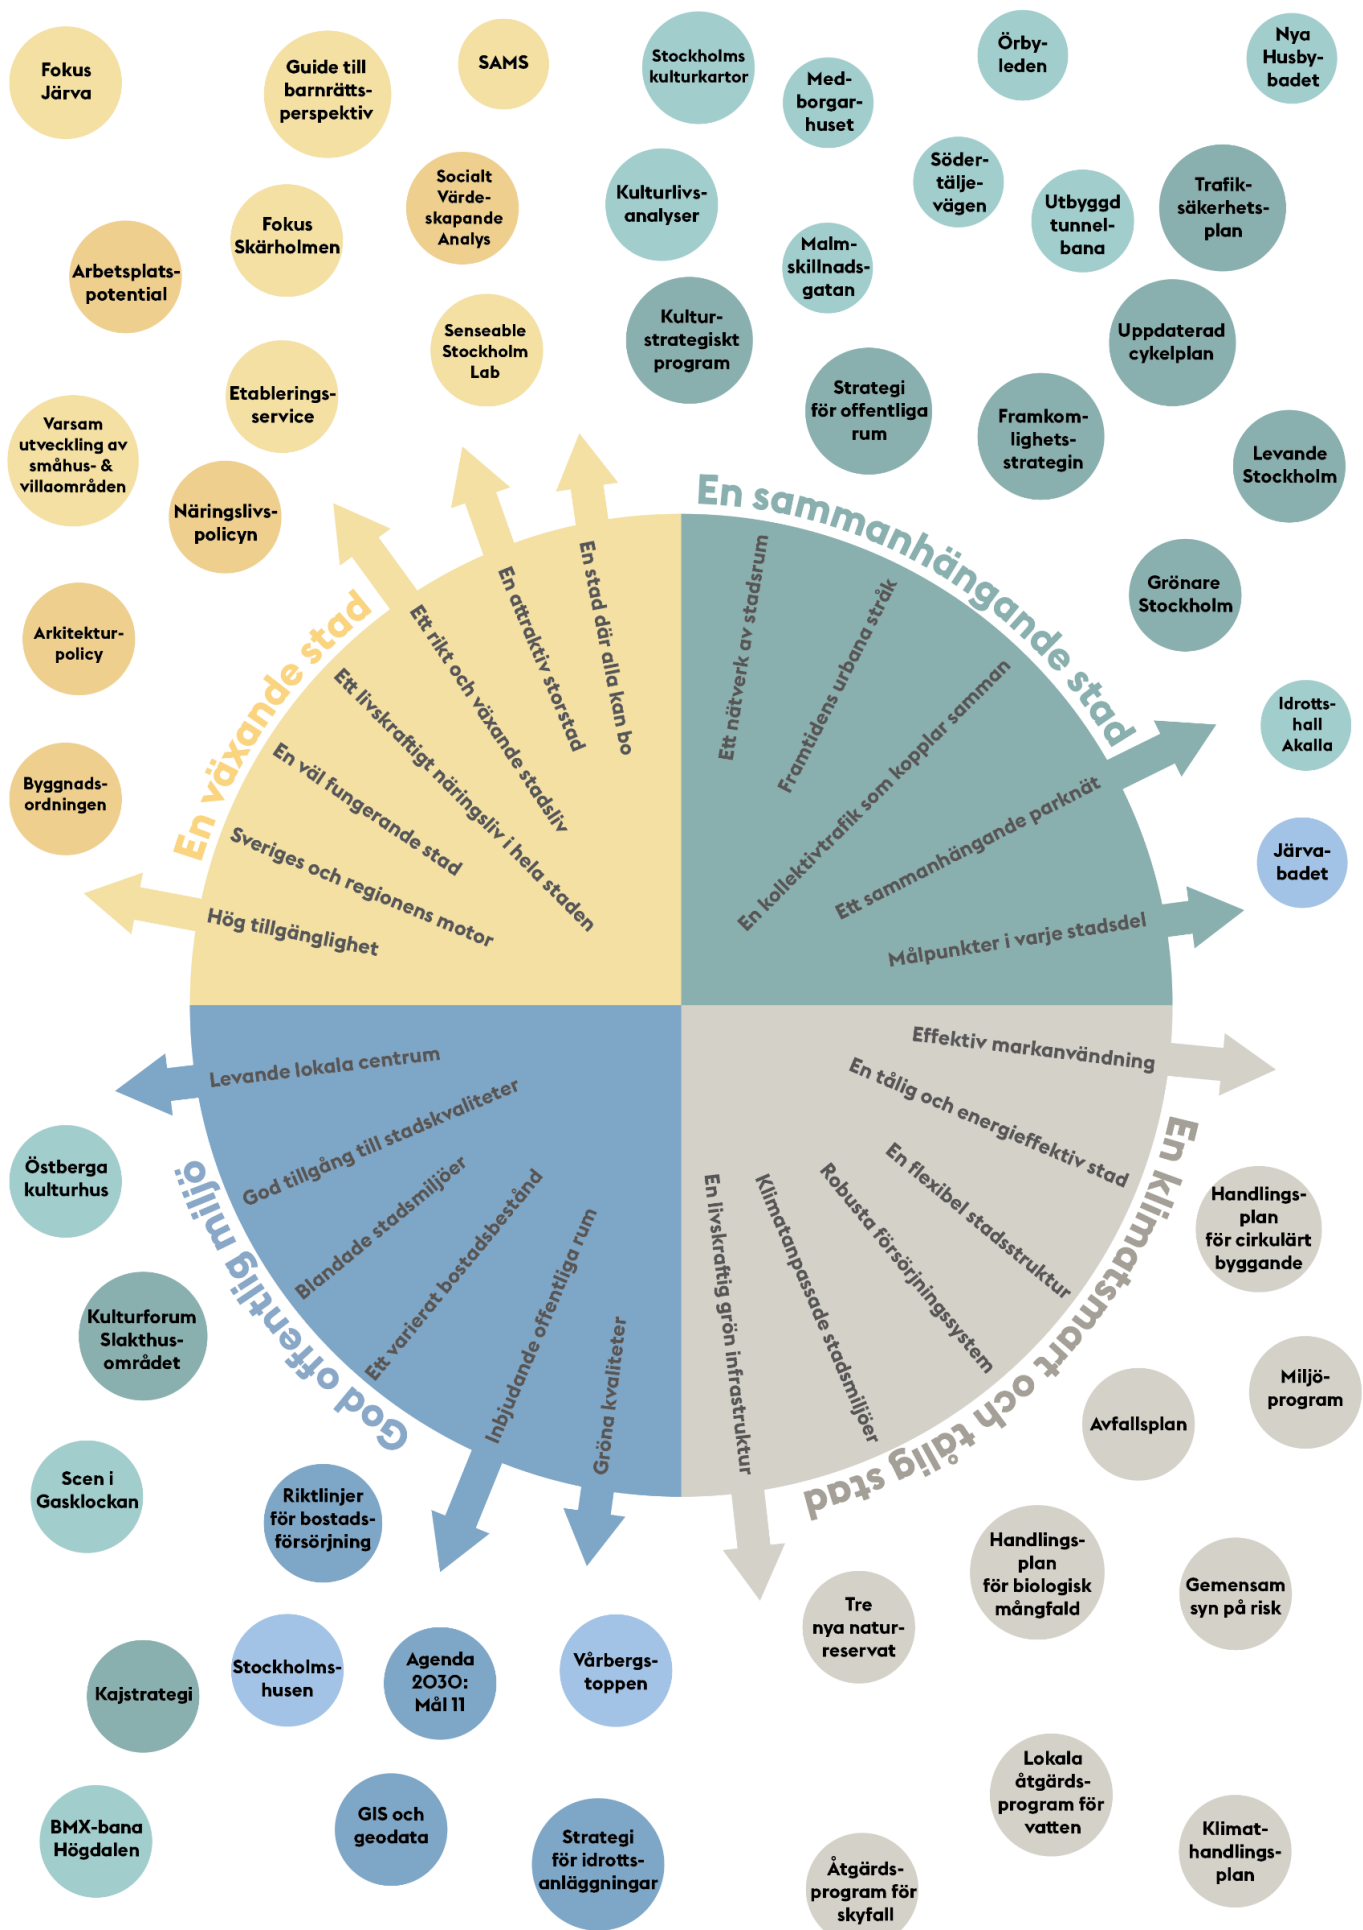 Fokus
Järva
Guide till
barnrätts-
perspektiv
SAMS
Stockholms
kulturkartor
Med-
borgar-
huset
Örby-
leden
Nya
Husby-
badet
Arbetsplats-
potential
Fokus
Skärholmen
Socialt
Värde-
skapande
Analys
Kulturlivs-
analyser
Malm-
skillnads-
gatan
Söder-
tälje-
vägen
Utbyggd
tunnel-
bana
Trafik-
säkerhets-
plan
Varsam
utveckling av
småhus- &
villaområden
Etablerings-
service
Senseable
Stockholm
Lab
Kultur-
strategiskt
program
Strategi
för offentliga
rum
Framkom-
lighets-
strategin
Uppdaterad
cykelplan
Levande
Stockholm
Näringslivs-
policyn
Arkitektur-
policy
Byggnads-
ordningen
Grönare
Stockholm
Idrotts-
hall
Akalla
Järva-
badet
En växande stad
Hög tillgänglighet
Sveriges och regionens motor
En väl fungerande stad
Ett livskraftigt näringsliv i hela staden
Ett rikt och växande stadsliv
En attraktiv storstad
En stad där alla kan bo
En sammanhängande stad
Ett nätverk av stadsrum
Framtidens urbana stråk
En kollektivtrafik som kopplar samman
Ett sammanhängande parknät
Målpunkter i varje stadsdel
En klimatsmart och tålig stad
Effektiv markanvändning
En tålig och energieffektiv stad
En flexibel stadsstruktur
Robusta försörjningssystem
Klimatanpassade stadsmiljöer
En livskraftig grön infrastruktur
God offentlig miljö
Levande lokala centrum
God tillgång till stadskvaliteter
Blandade stadsmiljöer
Ett varierat bostadsbestånd
Inbjudande offentliga rum
Gröna kvaliteter
Östberga
kulturhus
Kulturforum
Slakthus-
området
Scen i
Gasklockan
Riktlinjer
för bostads-
försörjning
Kajstrategi
Stockholms-
husen
Agenda
2030:
Mål 11
Vårbergs-
toppen
BMX-bana
Högdalen
GIS och
geodata
Strategi
för idrotts-
anläggningar
Handlings-
plan
för cirkulärt
byggande
Miljö-
program
Avfallsplan
Handlings-
plan
för biologisk
mångfald
Gemensam
syn på risk
Tre
nya natur-
reservat
Lokala
åtgärds-
program för
vatten
Klimat-
handlings-
plan
Åtgärds-
program för
skyfall